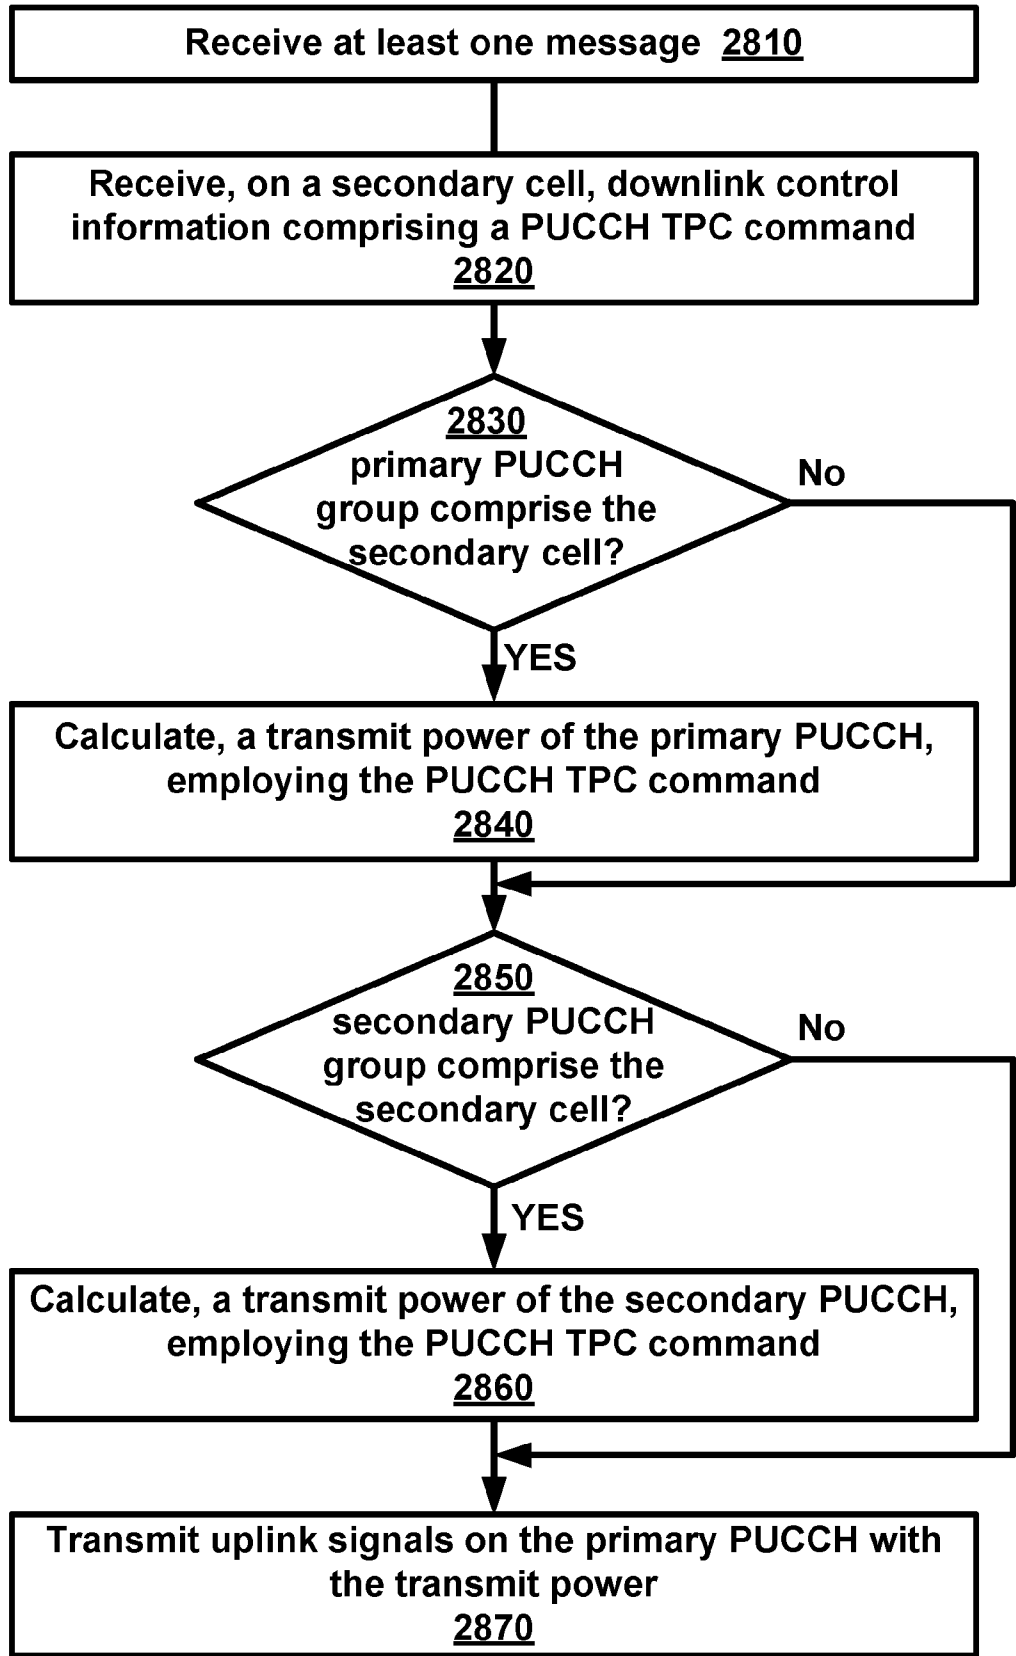 Receive at least one message 2810
Receive, on a secondary cell, downlink control
information comprising a PUCCH TPC command
2820
2830
primary PUCCH
group comprise the
secondary cell?
No
YES
Calculate, a transmit power of the primary PUCCH,
employing the PUCCH TPC command
2840
2850
secondary PUCCH
group comprise the
secondary cell?
No
YES
Calculate, a transmit power of the secondary PUCCH,
employing the PUCCH TPC command
2860
Transmit uplink signals on the primary PUCCH with
the transmit power
2870